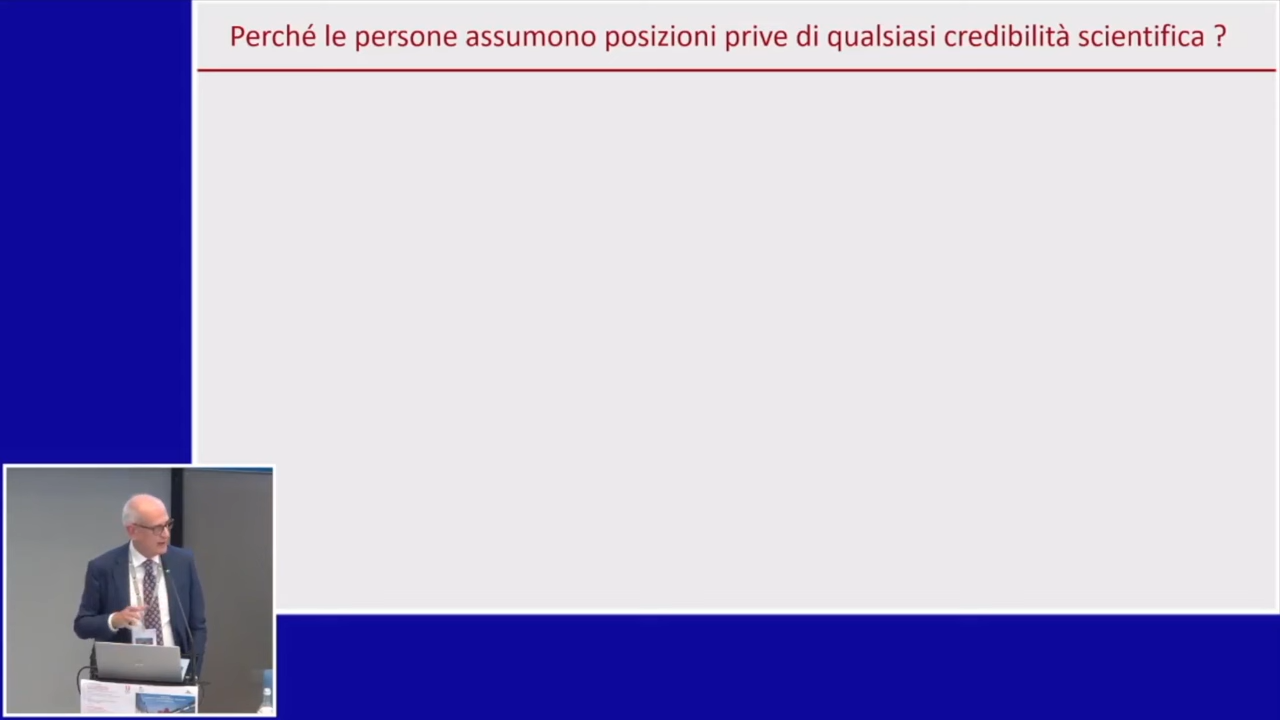 Perché le persone assumono posizioni prive di qualsiasi credibilità scientifica ?